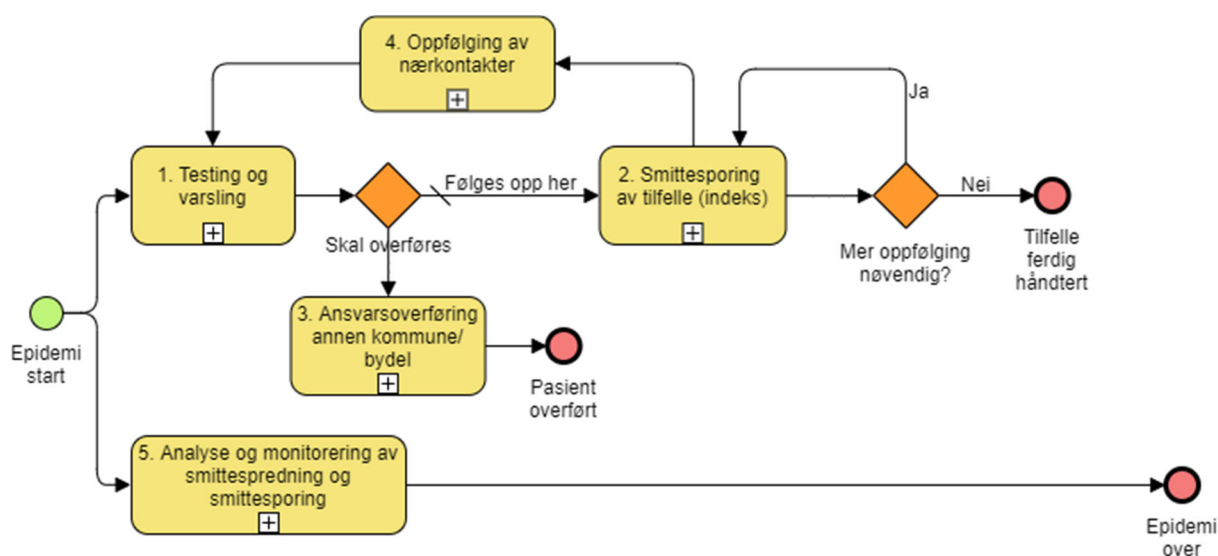 4. Oppfølging av
nærkontakter
Ja
1. Testing og
varsling
Følges opp her
2. Smittesporing
av tilfelle (indeks)
Nei
Skal overføres
Mer oppfølging
nøvendig?
Tilfelle
ferdig
håndtert
3. Ansvarsoverføring
annen kommune/
bydel
Epidemi
start
Pasient
overført
5. Analyse og monitorering av
smittespredning og
smittesporing
Epidemi
over